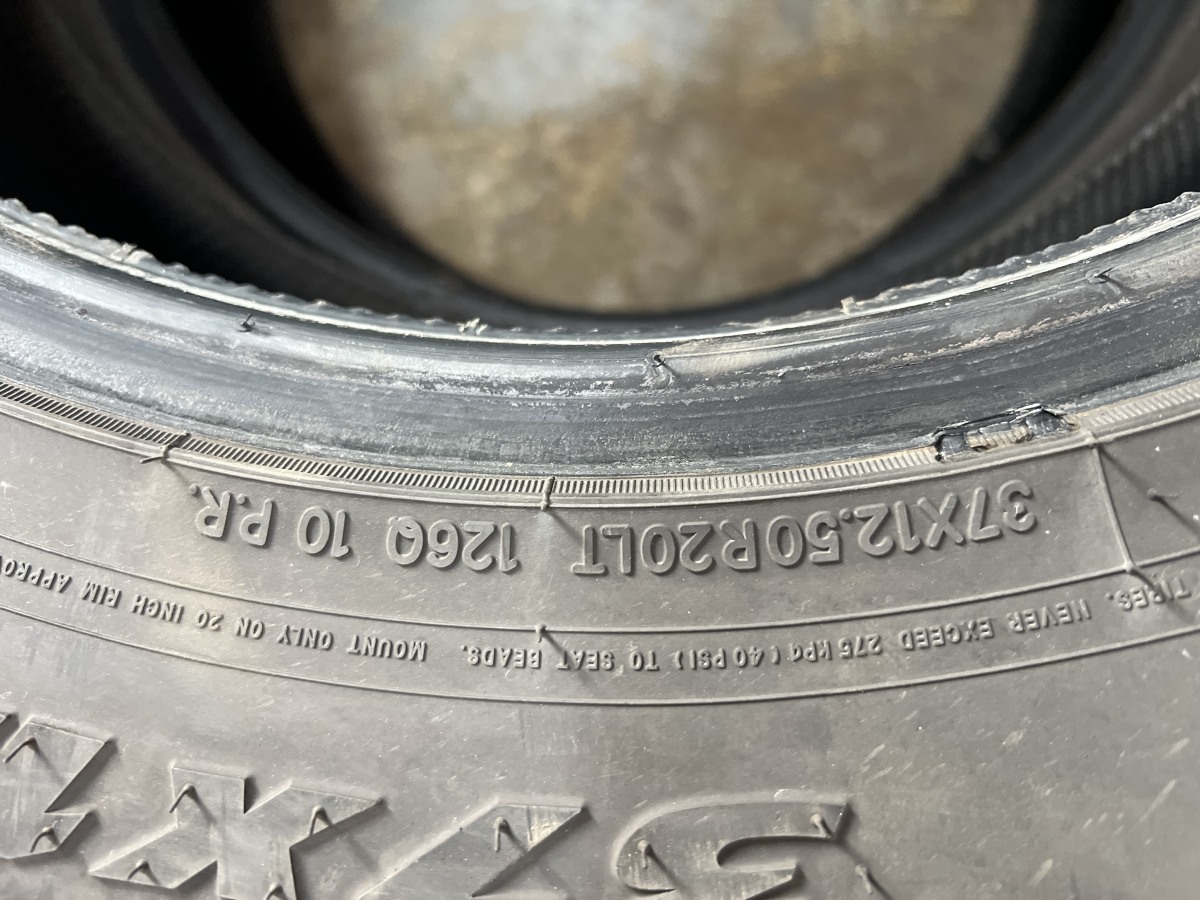 37X12.50R20LT 126Q 10 P.R.
TIRES. NEVER EXCEED 275 kPa ( 40 PSI ) TO SEAT BEADS. MOUNT ONLY ON 20 INCH RIM